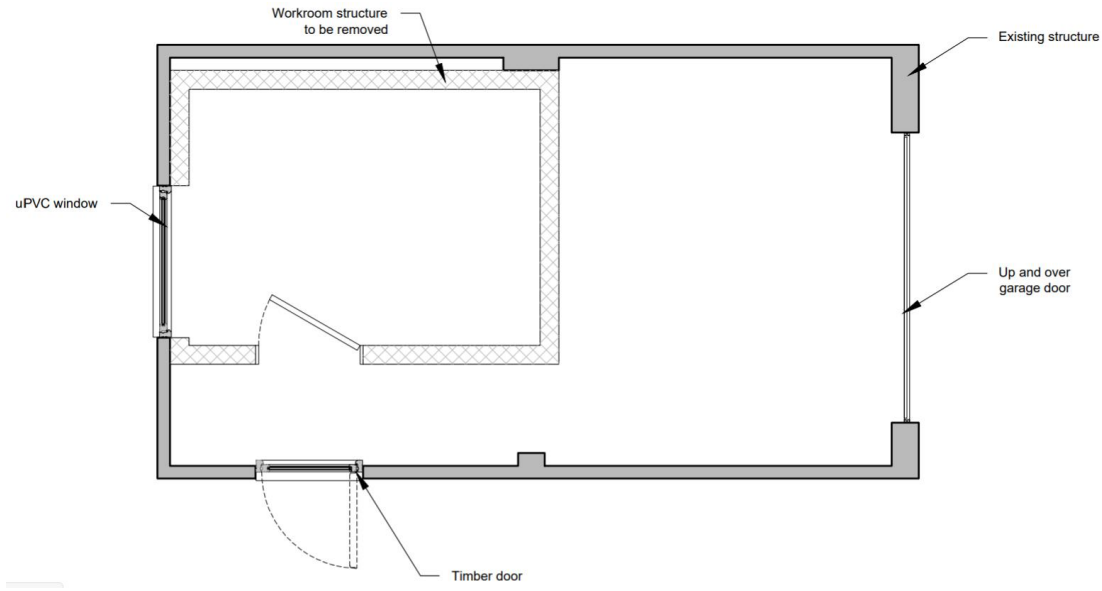 Workroom structure
to be removed
Existing structure
uPVC window
Up and over
garage door
Timber door